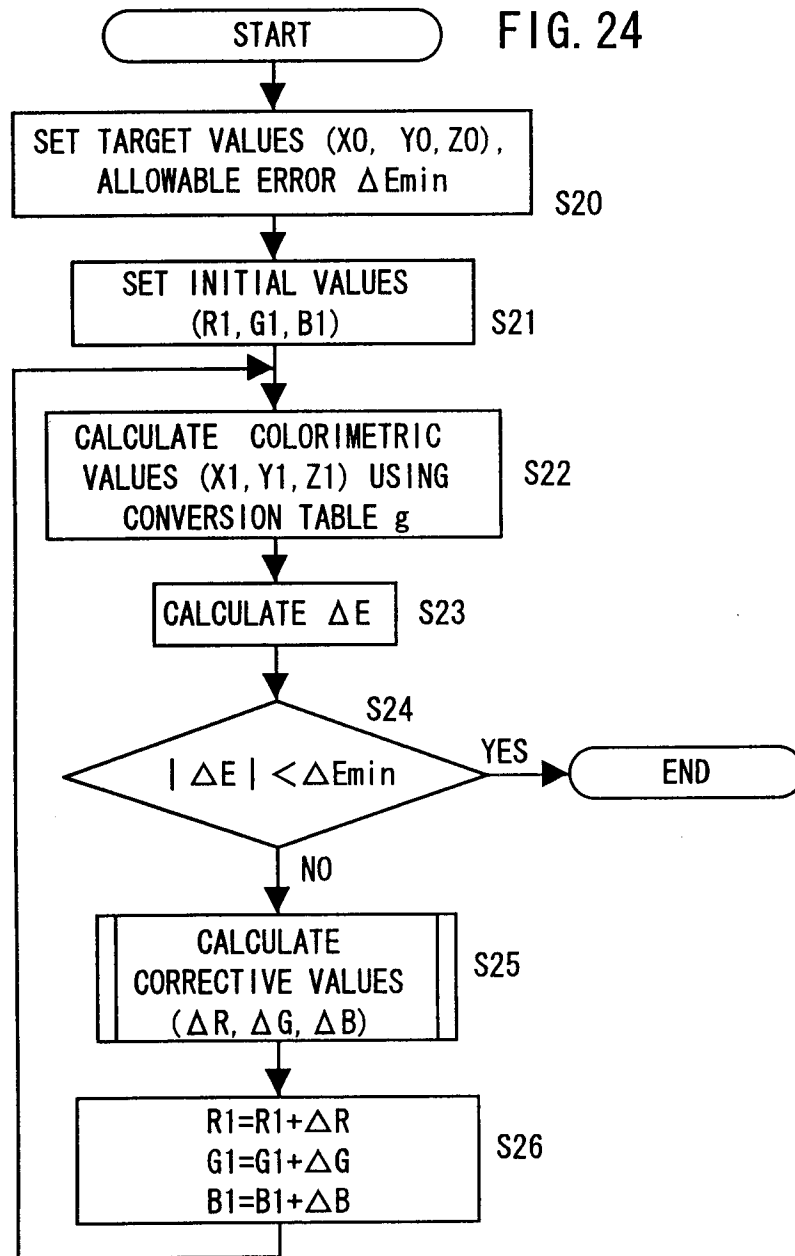 FIG. 24
START
SET TARGET VALUES (X0, Y0, Z0),
ALLOWABLE ERROR ΔEmin
S20
SET INITIAL VALUES
(R1, G1, B1)
S21
CALCULATE COLORIMETRIC
VALUES (X1, Y1, Z1) USING
CONVERSION TABLE g
S22
CALCULATE ΔE
S23
S24
| ΔE | < ΔEmin
YES
END
NO
CALCULATE
CORRECTIVE VALUES
(ΔR, ΔG, ΔB)
S25
R1=R1+ΔR
G1=G1+ΔG
B1=B1+ΔB
S26